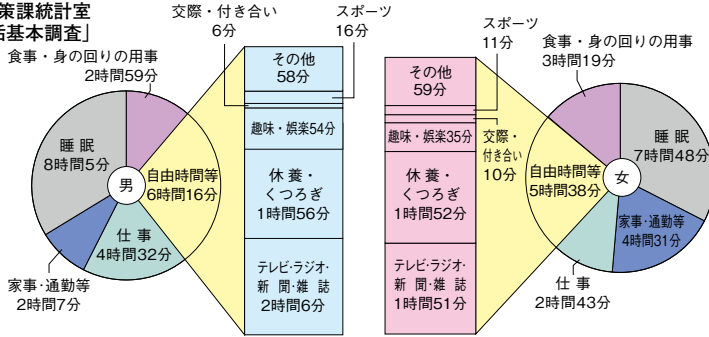 策課統計室
活基本調査」
食事・身の回りの用事
2時間59分
睡眠
8時間5分
男
自由時間等
6時間16分
仕事
4時間32分
家事・通勤等
2時間7分
交際・付き合い
6分
スポーツ
16分
その他
58分
趣味・娯楽54分
休養・
くつろぎ
1時間56分
テレビ・ラジオ・
新聞・雑誌
2時間6分
スポーツ
11分
その他
59分
趣味・娯楽35分
交際・
付き合い
10分
休養・
くつろぎ
1時間52分
テレビ・ラジオ・
新聞・雑誌
1時間51分
食事・身の回りの用事
3時間19分
睡眠
7時間48分
自由時間等
5時間38分
女
家事・通勤等
4時間31分
仕事
2時間43分